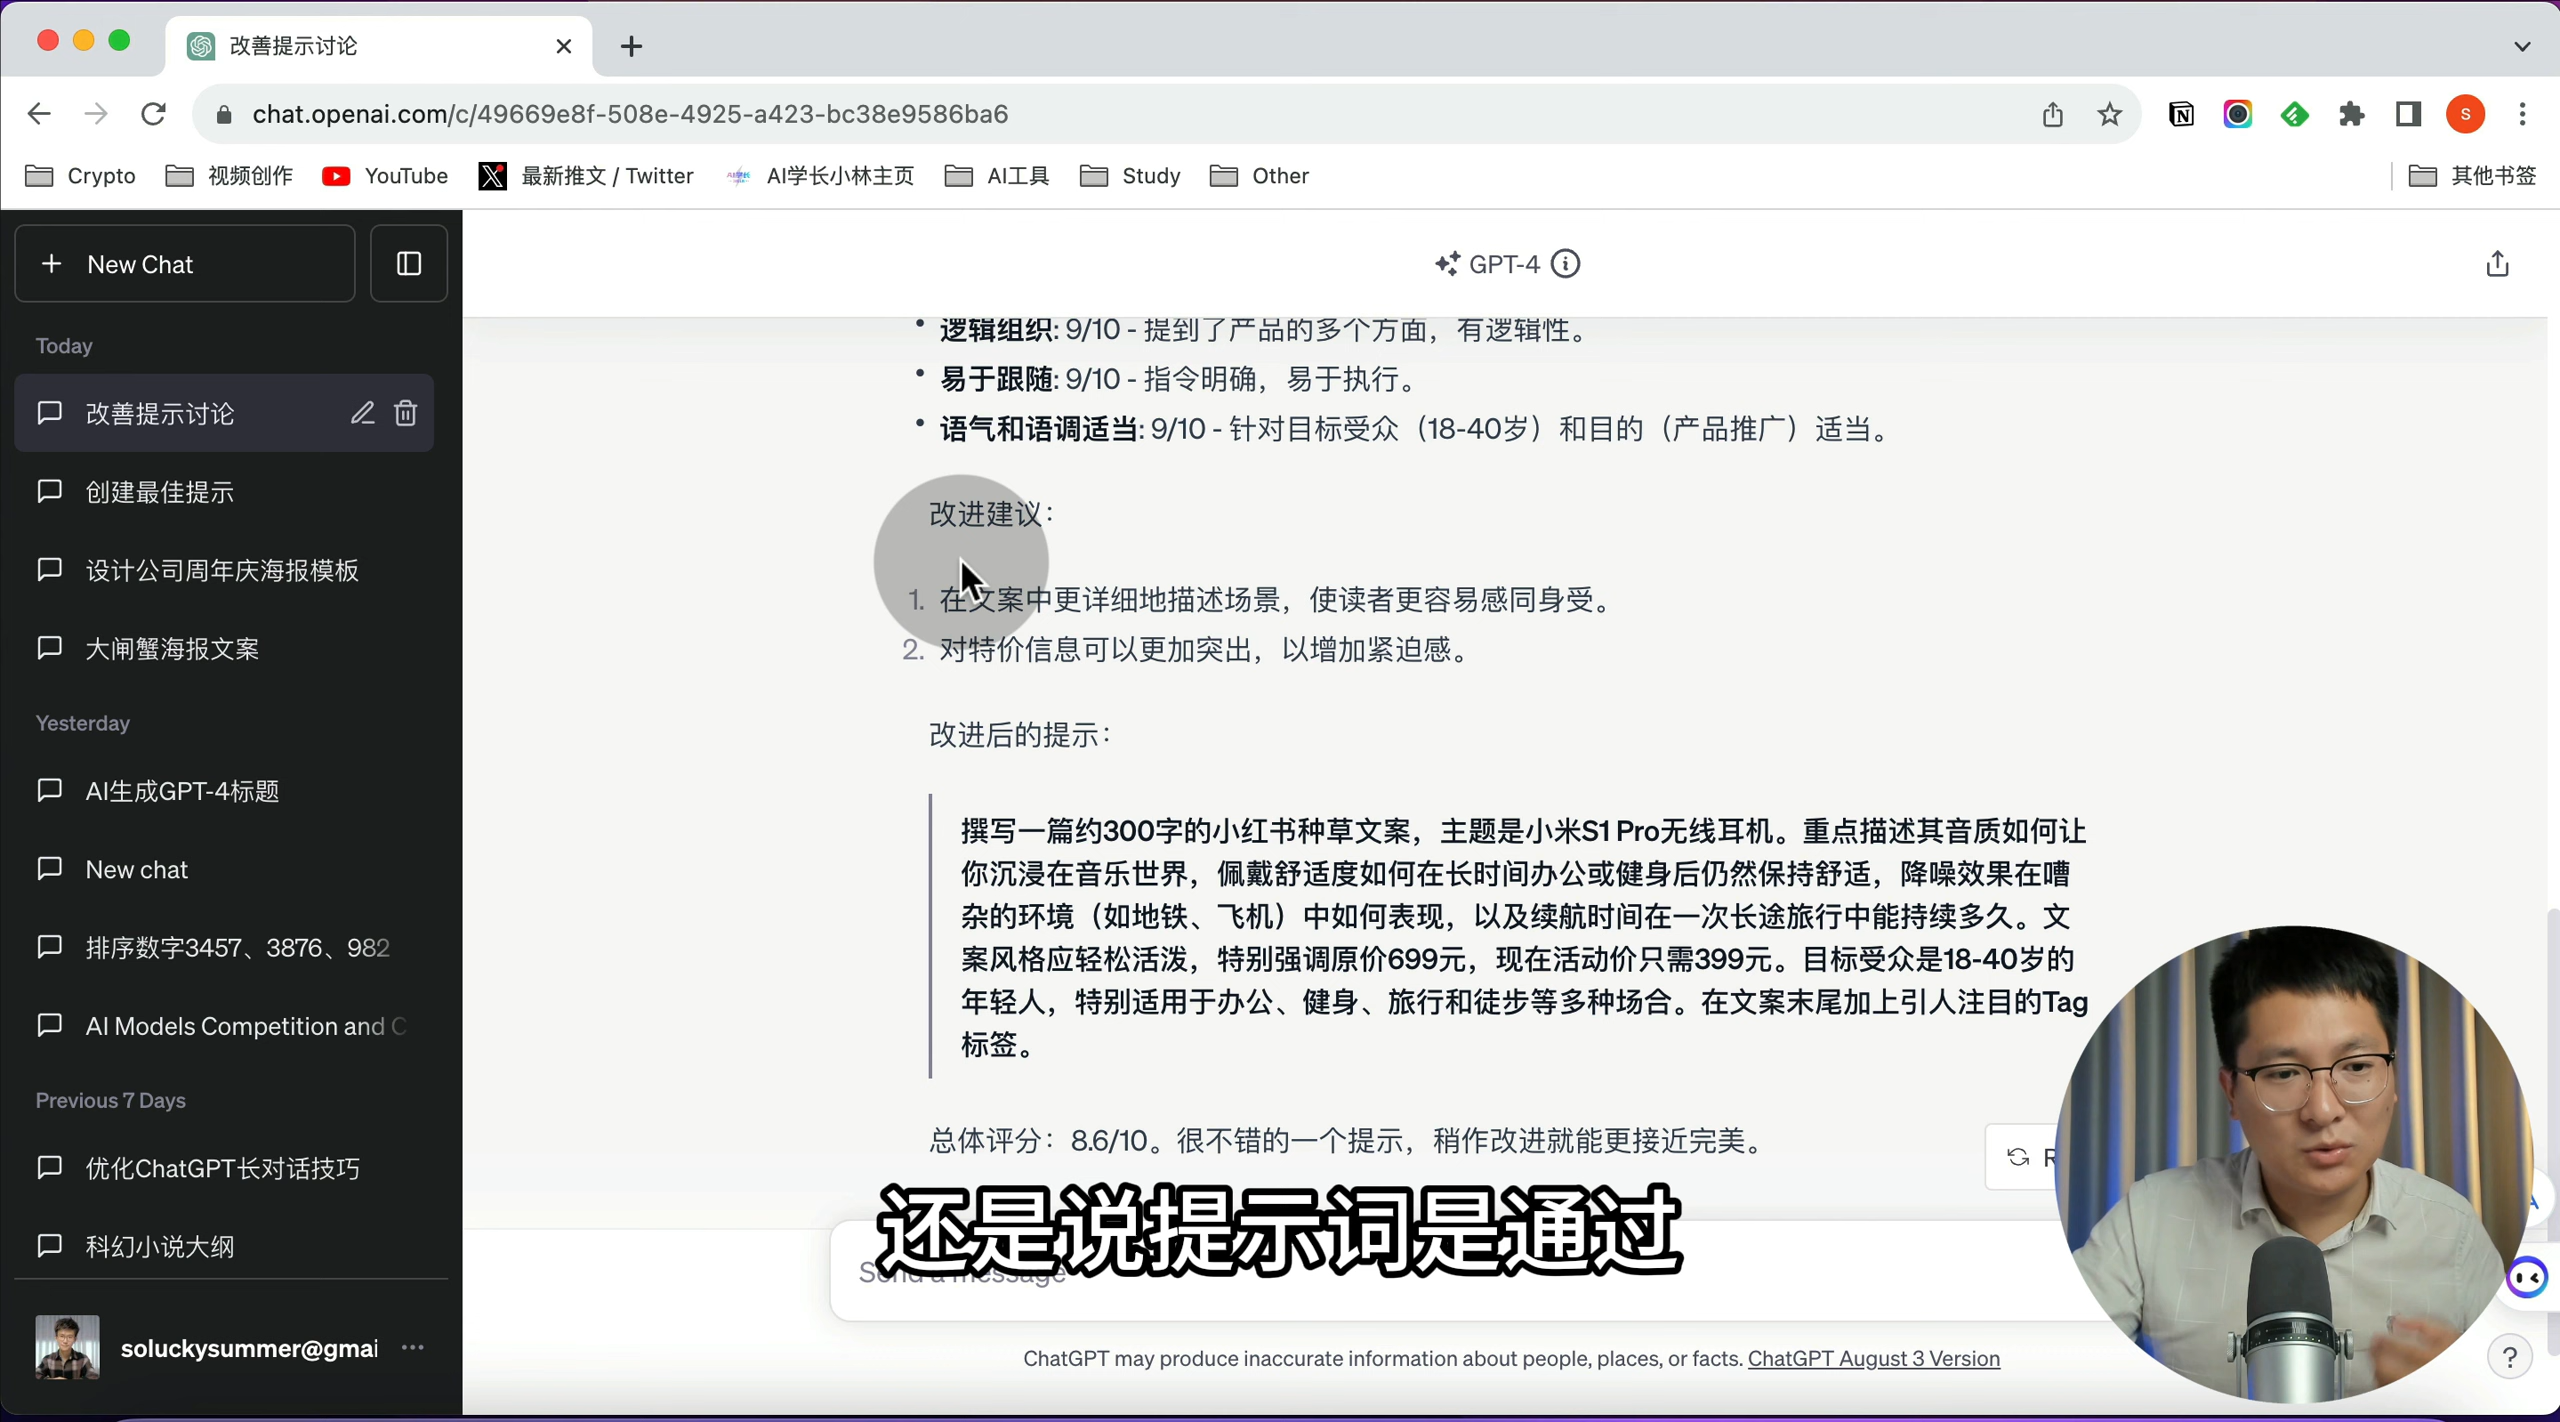 改善提示讨论
chat.openai.com/c/49669e8f-508e-4925-a423-bc38e9586ba6
S
Crypto
视频创作
YouTube
最新推文 / Twitter
AI学长小林主页
AI工具
Study
Other
其他书签
New Chat
GPT-4
Today
改善提示讨论
创建最佳提示
设计公司周年庆海报模板
大闸蟹海报文案
Yesterday
AI生成GPT-4标题
New chat
排序数字3457、3876、982
AI Models Competition and C
Previous 7 Days
优化ChatGPT长对话技巧
科幻小说大纲
soluckysummer@gmai
逻辑组织: 9/10 - 提到了产品的多个方面，有逻辑性。
易于跟随: 9/10 - 指令明确，易于执行。
语气和语调适当: 9/10 - 针对目标受众（18-40岁）和目的（产品推广）适当。
改进建议：
1. 在文案中更详细地描述场景，使读者更容易感同身受。
2. 对特价信息可以更加突出，以增加紧迫感。
改进后的提示：
撰写一篇约300字的小红书种草文案，主题是小米S1 Pro无线耳机。重点描述其音质如何让
你沉浸在音乐世界，佩戴舒适度如何在长时间办公或健身后仍然保持舒适，降噪效果在嘈
杂的环境（如地铁、飞机）中如何表现，以及续航时间在一次长途旅行中能持续多久。文
案风格应轻松活泼，特别强调原价699元，现在活动价只需399元。目标受众是18-40岁的
年轻人，特别适用于办公、健身、旅行和徒步等多种场合。在文案末尾加上引人注目的Tag
标签。
总体评分：8.6/10。很不错的一个提示，稍作改进就能更接近完美。
R
还是说提示词是通过
Send a message
ChatGPT may produce inaccurate information about people, places, or facts. ChatGPT August 3 Version
?